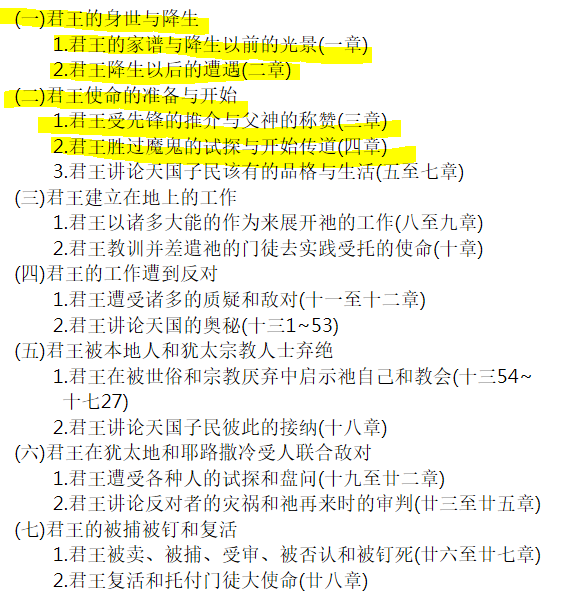 (一)君王的身世与降生
1.君王的家谱与降生以前的光景(一章)
2.君王降生以后的遭遇(二章)
(二)君王使命的准备与开始
1.君王受先锋的推介与父神的称赞(三章)
2.君王胜过魔鬼的试探与开始传道(四章)
3.君王讲论天国子民该有的品格与生活(五至七章)
(三)君王建立在地上的工作
1.君王以诸多大能的作为来展开祂的工作(八至九章)
2.君王教训并差遣祂的门徒去实践受托的使命(十章)
(四)君王的工作遭到反对
1.君王遭受诸多的质疑和敌对(十一至十二章)
2.君王讲论天国的奥秘(十三1~53)
(五)君王被本地人和犹太宗教人士弃绝
1.君王在被世俗和宗教厌弃中启示祂自己和教会(十三54~
十七27)
2.君王讲论天国子民彼此的接纳(十八章)
(六)君王在犹太地和耶路撒冷受人联合敌对
1.君王遭受各种人的试探和盘问(十九至廿二章)
2.君王讲论反对者的灾祸和祂再来时的审判(廿三至廿五章)
(七)君王的被捕被钉和复活
1.君王被卖、被捕、受审、被否认和被钉死(廿六至廿七章)
2.君王复活和托付门徒大使命(廿八章)